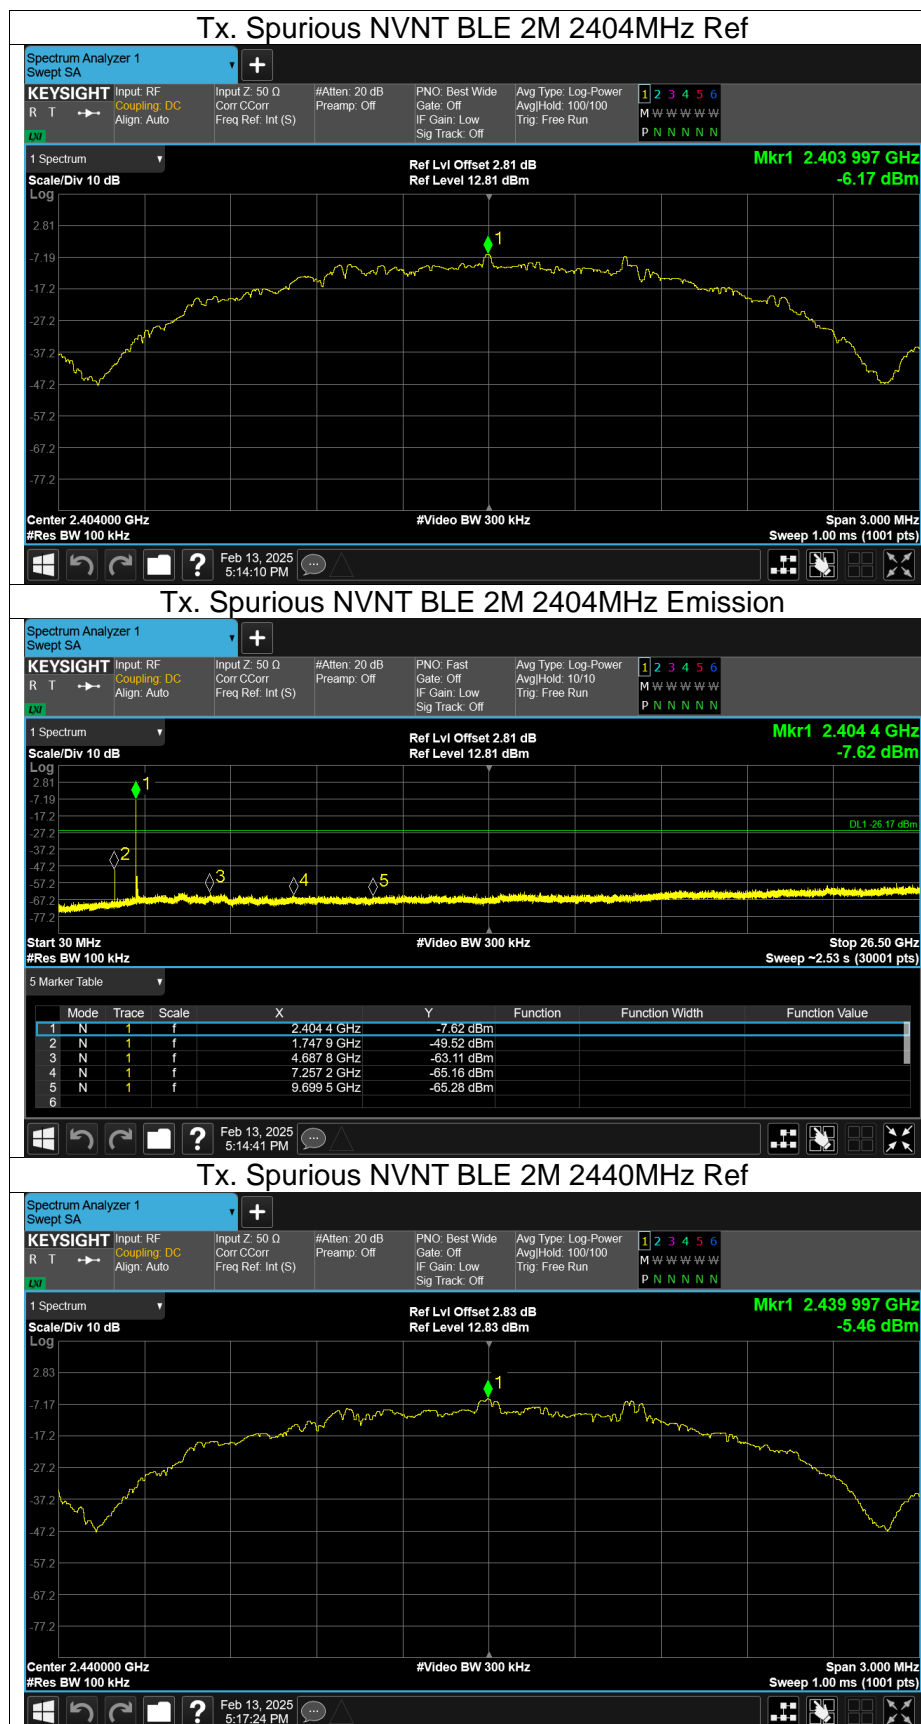 Tx. Spurious NVNT BLE 2M 2404MHz Ref
Spectrum Analyzer 1
Swept SA
KEYSIGHT Input: RF Input Z: 50 Ω #Atten: 20 dB PNO: Best Wide Avg Type: Log-Power 1 2 3 4 5 6
R T Coupling: DC Corr CCorr Preamp: Off Gate: Off Avg|Hold: 100/100 M W W W W W
Align: Auto Freq Ref: Int (S) IF Gain: Low Trig: Free Run
LXI Sig Track: Off P N N N N N
1 Spectrum Ref Lvl Offset 2.81 dB Mkr1 2.403 997 GHz
Scale/Div 10 dB Ref Level 12.81 dBm -6.17 dBm
Log
2.81
1
-7.19
-17.2
-27.2
-37.2
-47.2
-57.2
-67.2
-77.2
Center 2.404000 GHz #Video BW 300 kHz Span 3.000 MHz
#Res BW 100 kHz Sweep 1.00 ms (1001 pts)
? Feb 13, 2025
5:14:10 PM
Tx. Spurious NVNT BLE 2M 2404MHz Emission
Spectrum Analyzer 1
Swept SA
KEYSIGHT Input: RF Input Z: 50 Ω #Atten: 20 dB PNO: Fast Avg Type: Log-Power 1 2 3 4 5 6
R T Coupling: DC Corr CCorr Preamp: Off Gate: Off Avg|Hold: 10/10 M W W W W W
Align: Auto Freq Ref: Int (S) IF Gain: Low Trig: Free Run
LXI Sig Track: Off P N N N N N
1 Spectrum Ref Lvl Offset 2.81 dB Mkr1 2.404 4 GHz
Scale/Div 10 dB Ref Level 12.81 dBm -7.62 dBm
Log
2.81 1
-7.19
-17.2
DL1 -26.17 dBm
-27.2
-37.2 2
-47.2
-57.2 3 4 5
-67.2
-77.2
Start 30 MHz #Video BW 300 kHz Stop 26.50 GHz
#Res BW 100 kHz Sweep ~2.53 s (30001 pts)
5 Marker Table
Mode Trace Scale X Y Function Function Width Function Value
1 N 1 f 2.404 4 GHz -7.62 dBm
2 N 1 f 1.747 9 GHz -49.52 dBm
3 N 1 f 4.687 8 GHz -63.11 dBm
4 N 1 f 7.257 2 GHz -65.16 dBm
5 N 1 f 9.699 5 GHz -65.28 dBm
6
? Feb 13, 2025
5:14:41 PM
Tx. Spurious NVNT BLE 2M 2440MHz Ref
Spectrum Analyzer 1
Swept SA
KEYSIGHT Input: RF Input Z: 50 Ω #Atten: 20 dB PNO: Best Wide Avg Type: Log-Power 1 2 3 4 5 6
R T Coupling: DC Corr CCorr Preamp: Off Gate: Off Avg|Hold: 100/100 M W W W W W
Align: Auto Freq Ref: Int (S) IF Gain: Low Trig: Free Run
LXI Sig Track: Off P N N N N N
1 Spectrum Ref Lvl Offset 2.83 dB Mkr1 2.439 997 GHz
Scale/Div 10 dB Ref Level 12.83 dBm -5.46 dBm
Log
2.83
1
-7.17
-17.2
-27.2
-37.2
-47.2
-57.2
-67.2
-77.2
Center 2.440000 GHz #Video BW 300 kHz Span 3.000 MHz
#Res BW 100 kHz Sweep 1.00 ms (1001 pts)
? Feb 13, 2025
5:17:24 PM